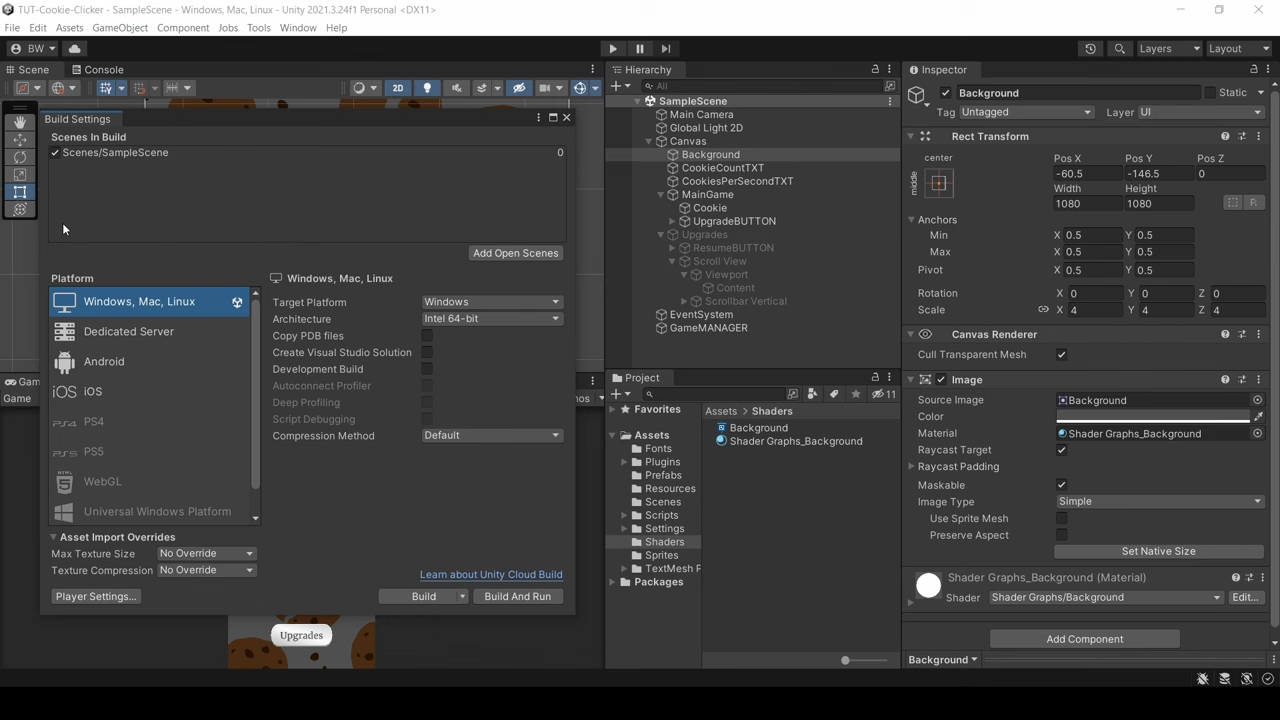 TUT-Cookie-Clicker - SampleScene - Windows, Mac, Linux - Unity 2021.3.24f1 Personal <DX11>
File Edit Assets GameObject Component Jobs Tools Window Help
BW Layers Layout
Scene Console
2D
Build Settings
Scenes In Build
Scenes/SampleScene 0
Add Open Scenes
Platform
Windows, Mac, Linux
Dedicated Server
Android
iOS iOS
PS4 PS4
PS5 PS5
HTML 5 WebGL
Universal Windows Platform
Windows, Mac, Linux
Target Platform Windows
Architecture Intel 64-bit
Copy PDB files
Create Visual Studio Solution
Development Build
Autoconnect Profiler
Deep Profiling
Script Debugging
Compression Method Default
Asset Import Overrides
Max Texture Size No Override
Texture Compression No Override
Learn about Unity Cloud Build
Player Settings... Build Build And Run
Game
Upgrades
Hierarchy
All
SampleScene
Main Camera
Global Light 2D
Canvas
Background
CookieCountTXT
CookiesPerSecondTXT
MainGame
Cookie
UpgradeBUTTON
Upgrades
ResumeBUTTON
Scroll View
Viewport
Content
Scrollbar Vertical
EventSystem
GameMANAGER
Project
11
Favorites
Assets
Fonts
Plugins
Prefabs
Resources
Scenes
Scripts
Settings
Shaders
Sprites
TextMesh P
Packages
Assets > Shaders
Background
Shader Graphs_Background
Inspector
Background Static
Tag Untagged Layer UI
Rect Transform
center
middle
Pos X Pos Y Pos Z
-60.5 -146.5 0
Width Height
1080 1080 R
Anchors
Min X 0.5 Y 0.5
Max X 0.5 Y 0.5
Pivot X 0.5 Y 0.5
Rotation X 0 Y 0 Z 0
Scale X 4 Y 4 Z 4
Canvas Renderer
Cull Transparent Mesh
Image
Source Image Background
Color
Material Shader Graphs_Background
Raycast Target
Raycast Padding
Maskable
Image Type Simple
Use Sprite Mesh
Preserve Aspect
Set Native Size
Shader Graphs_Background (Material)
Shader Shader Graphs/Background Edit...
Add Component
Background